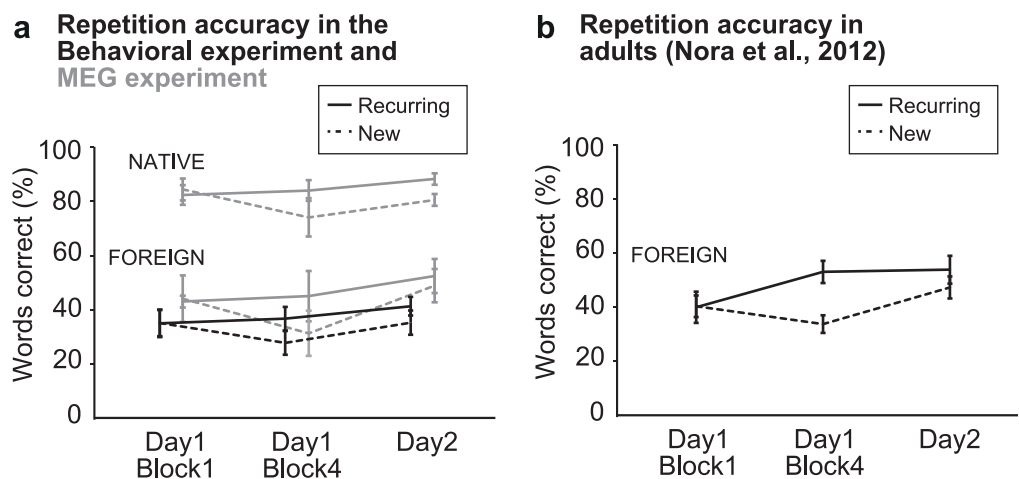 a Repetition accuracy in the
Behavioral experiment and
MEG experiment
Recurring
New
Words correct (%)
100
80
60
40
20
0
NATIVE
FOREIGN
Day1
Block1
Day1
Block4
Day2
b Repetition accuracy in
adults (Nora et al., 2012)
Recurring
New
Words correct (%)
100
80
60
40
20
0
FOREIGN
Day1
Block1
Day1
Block4
Day2